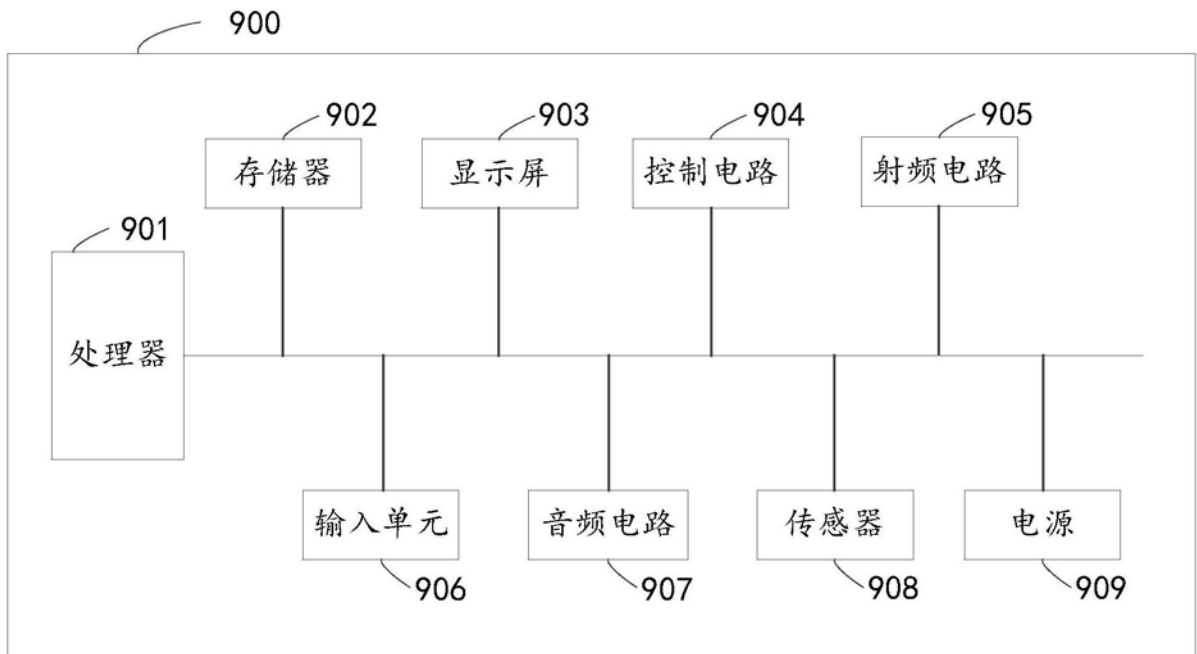 900
902
903
904
905
存储器
显示屏
控制电路
射频电路
901
处理器
输入单元
音频电路
传感器
电源
906
907
908
909